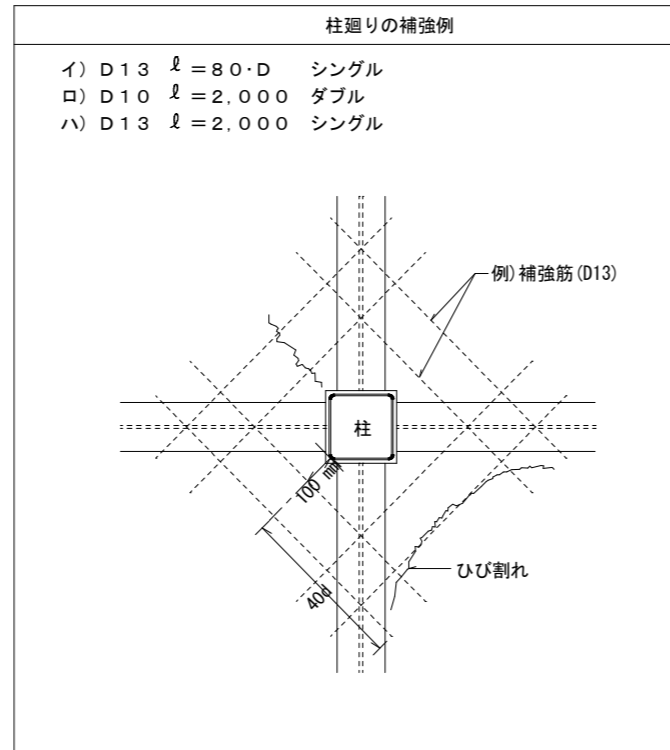 柱廻りの補強例
イ) D13 ℓ=80・D シングル
ロ) D10 ℓ=2,000 ダブル
ハ) D13 ℓ=2,000 シングル
例)補強筋(D13)
柱
100 mm
40d
ひび割れ